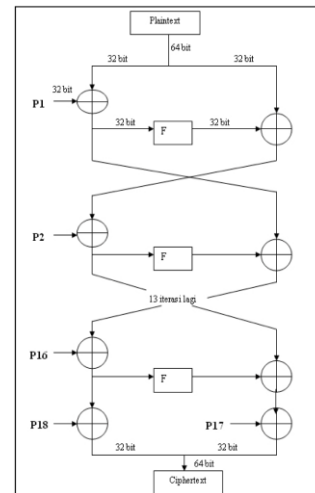 Plaintext
64 bit
32 bit 32 bit
32 bit
P1
32 bit F 32 bit
P2
F
13 iterasi lagi
P16
F
P18 P17
32 bit 32 bit
64 bit
Ciphertext